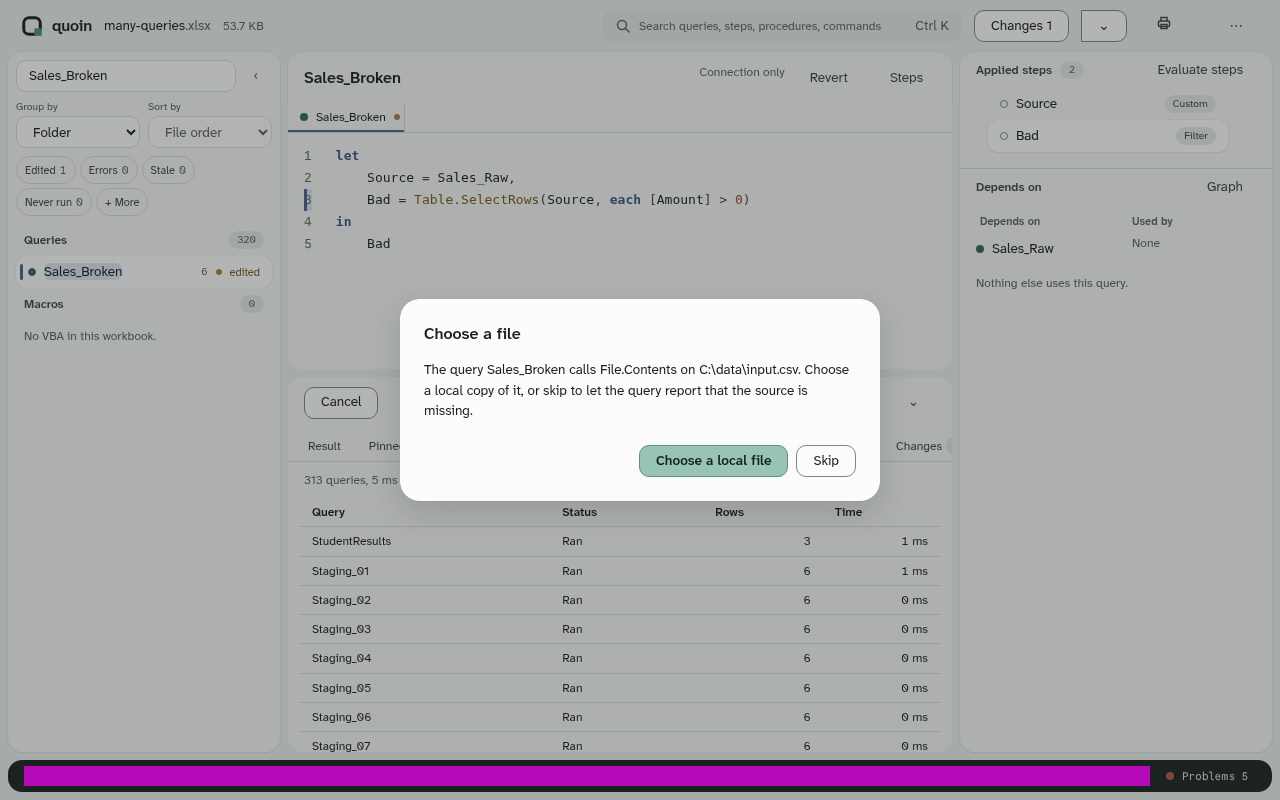 quoin many-queries.xlsx 53.7 KB Search queries, steps, procedures, commands Ctrl K Changes 1
Sales_Broken
Group by Sort by
Folder File order
Edited 1 Errors 0 Stale 0
Never run 0 + More
Queries 320
Sales_Broken 6 edited
Macros 0
No VBA in this workbook.
Sales_Broken Connection only Revert Steps
Sales_Broken
1 let
2 Source = Sales_Raw,
3 Bad = Table.SelectRows(Source, each [Amount] > 0)
4 in
5 Bad
Choose a file
The query Sales_Broken calls File.Contents on C:\data\input.csv. Choose
a local copy of it, or skip to let the query report that the source is
missing.
Choose a local file Skip
Cancel
Result Changes
313 queries, 5 ms
Query Status Rows Time
StudentResults Ran 3 1 ms
Staging_01 Ran 6 1 ms
Staging_02 Ran 6 0 ms
Staging_03 Ran 6 0 ms
Staging_04 Ran 6 0 ms
Staging_05 Ran 6 0 ms
Staging_06 Ran 6 0 ms
Staging_07 Ran 6 0 ms
Applied steps 2 Evaluate steps
Source Custom
Bad Filter
Depends on Graph
Depends on Used by
Sales_Raw None
Nothing else uses this query.
Problems 5